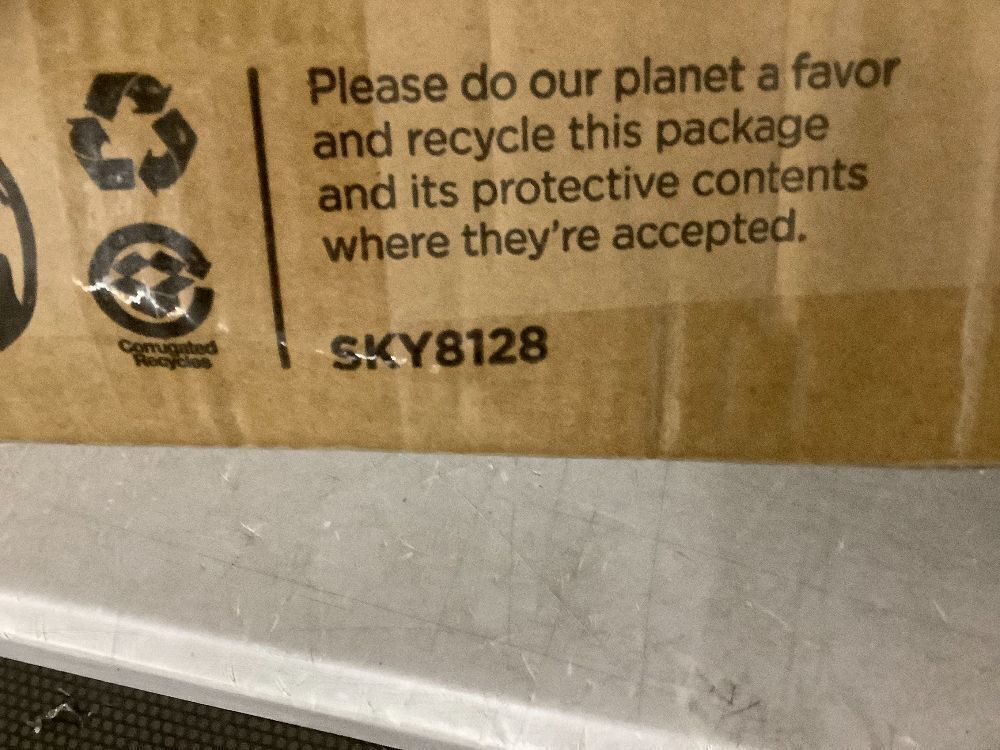 Please do our planet a favor
and recycle this package
and its protective contents
where they're accepted.
SKY8128
Corrugated
Recycles